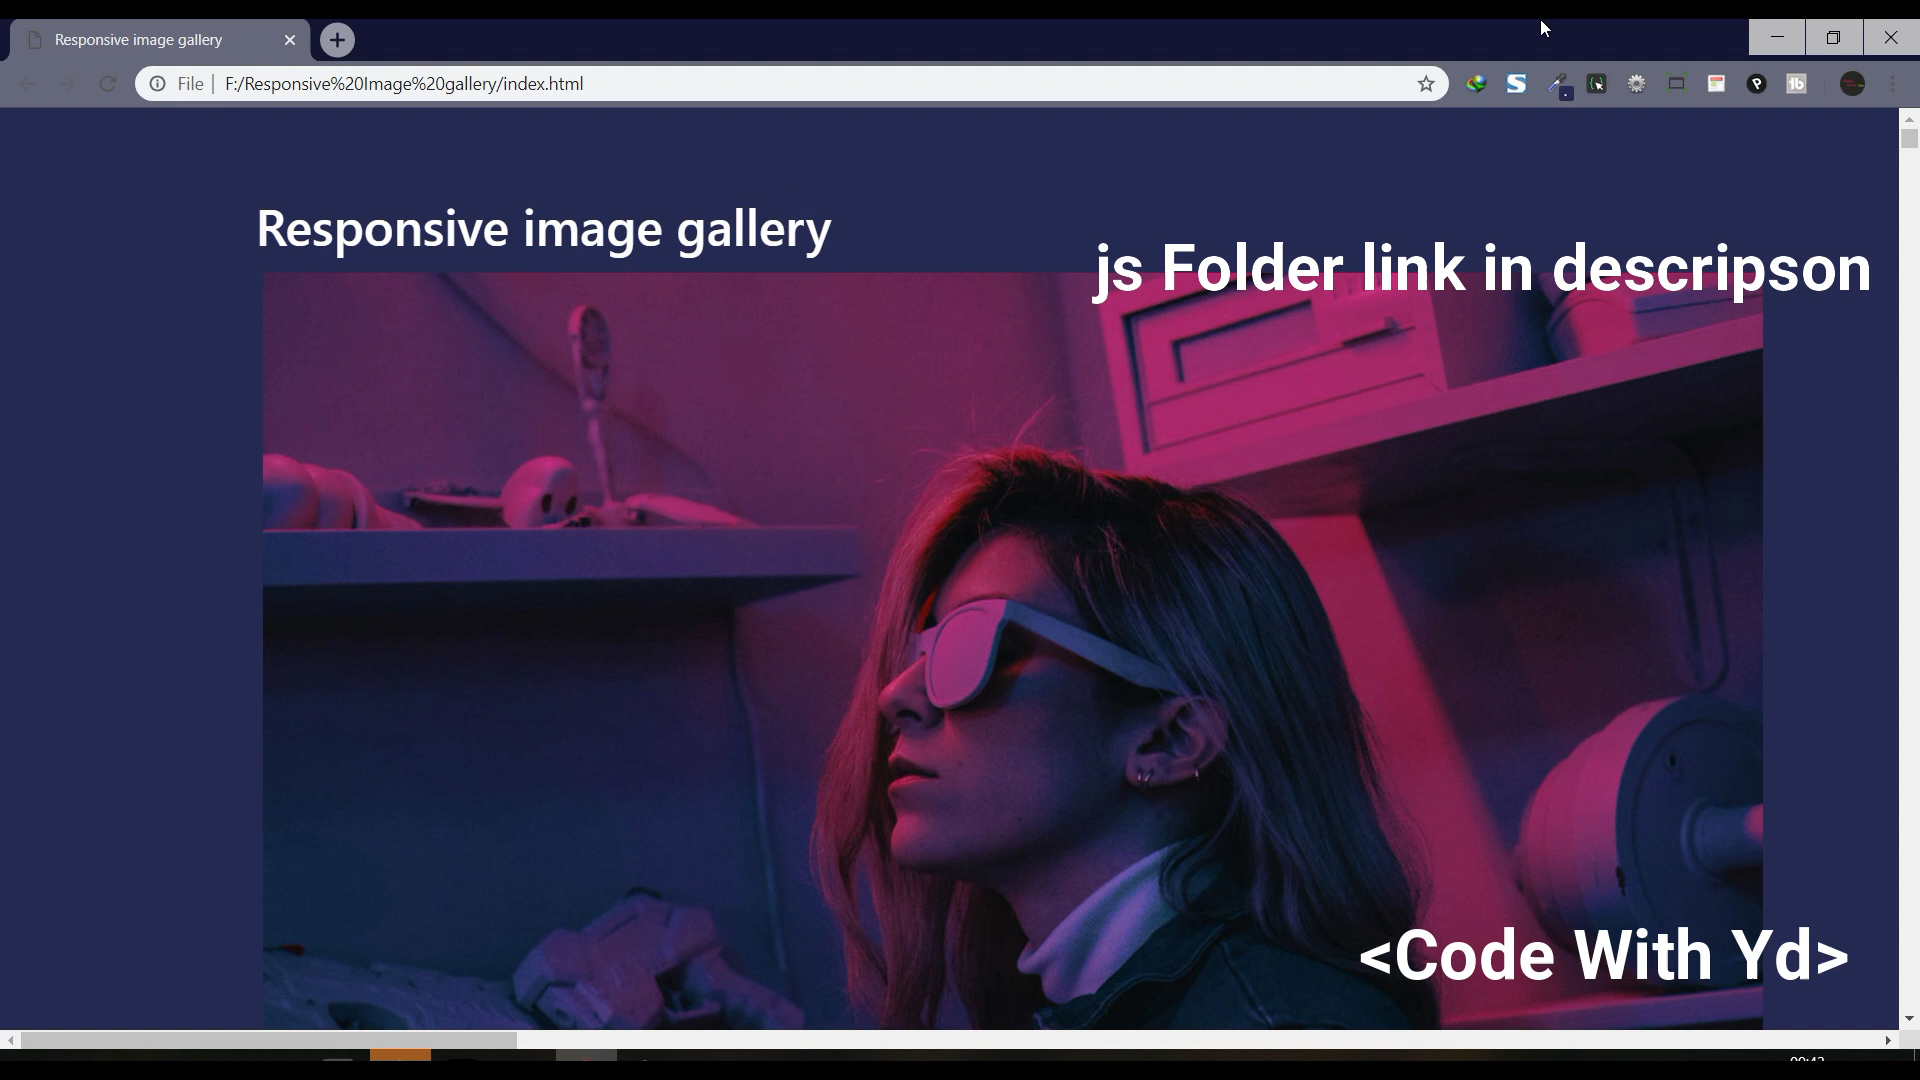 Responsive image gallery
File
F:/Responsive%20Image%20gallery/index.html
Responsive image gallery
js Folder link in descripson
<Code With Yd>